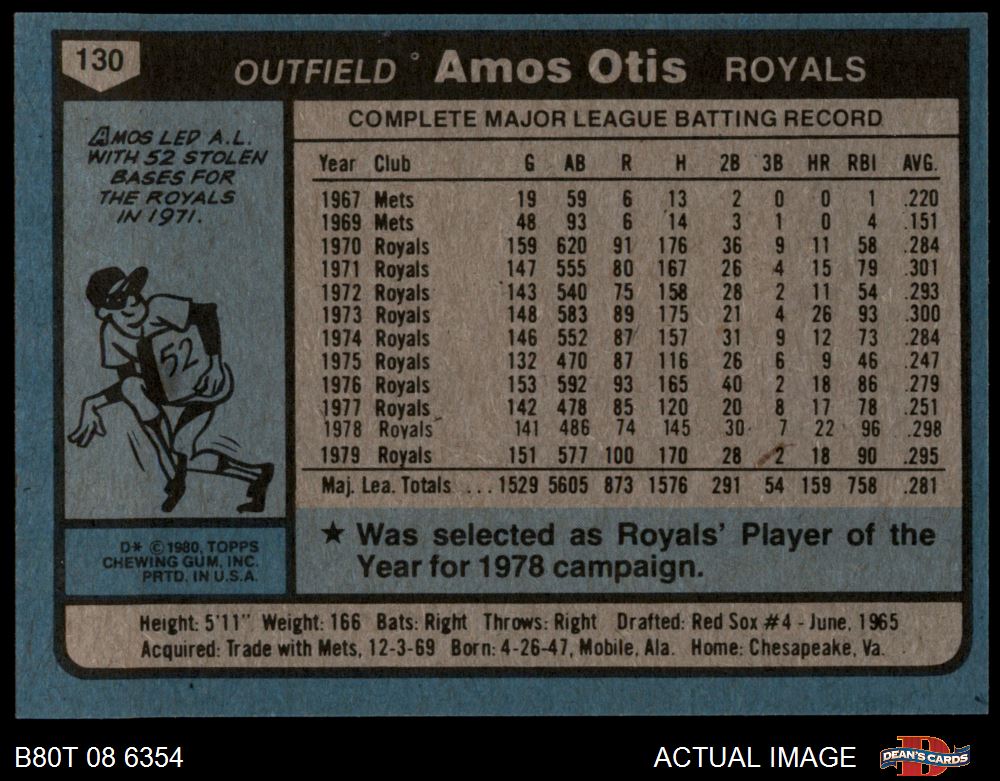 130
OUTFIELD ° Amos Otis ROYALS
AMOS LED A.L.
WITH 52 STOLEN
BASES FOR
THE ROYALS
IN 1971.
52
COMPLETE MAJOR LEAGUE BATTING RECORD
Year Club G AB R H 2B 3B HR RBI AVG.
1967 Mets 19 59 6 13 2 0 0 1 .220
1969 Mets 48 93 6 14 3 1 0 4 .151
1970 Royals 159 620 91 176 36 9 11 58 .284
1971 Royals 147 555 80 167 26 4 15 79 .301
1972 Royals 143 540 75 158 28 2 11 54 .293
1973 Royals 148 583 89 175 21 4 26 93 .300
1974 Royals 146 552 87 157 31 9 12 73 .284
1975 Royals 132 470 87 116 26 6 9 46 .247
1976 Royals 153 592 93 165 40 2 18 86 .279
1977 Royals 142 478 85 120 20 8 17 78 .251
1978 Royals 141 486 74 145 30 7 22 96 .298
1979 Royals 151 577 100 170 28 2 18 90 .295
Maj. Lea. Totals ... 1529 5605 873 1576 291 54 159 758 .281
★ Was selected as Royals' Player of the
Year for 1978 campaign.
D* © 1980, TOPPS
CHEWING GUM, INC.
PRTD. IN U.S.A.
Height: 5'11" Weight: 166 Bats: Right Throws: Right Drafted: Red Sox #4 - June, 1965
Acquired: Trade with Mets, 12-3-69 Born: 4-26-47, Mobile, Ala. Home: Chesapeake, Va.
B80T 08 6354
ACTUAL IMAGE
DEAN'S CARDS